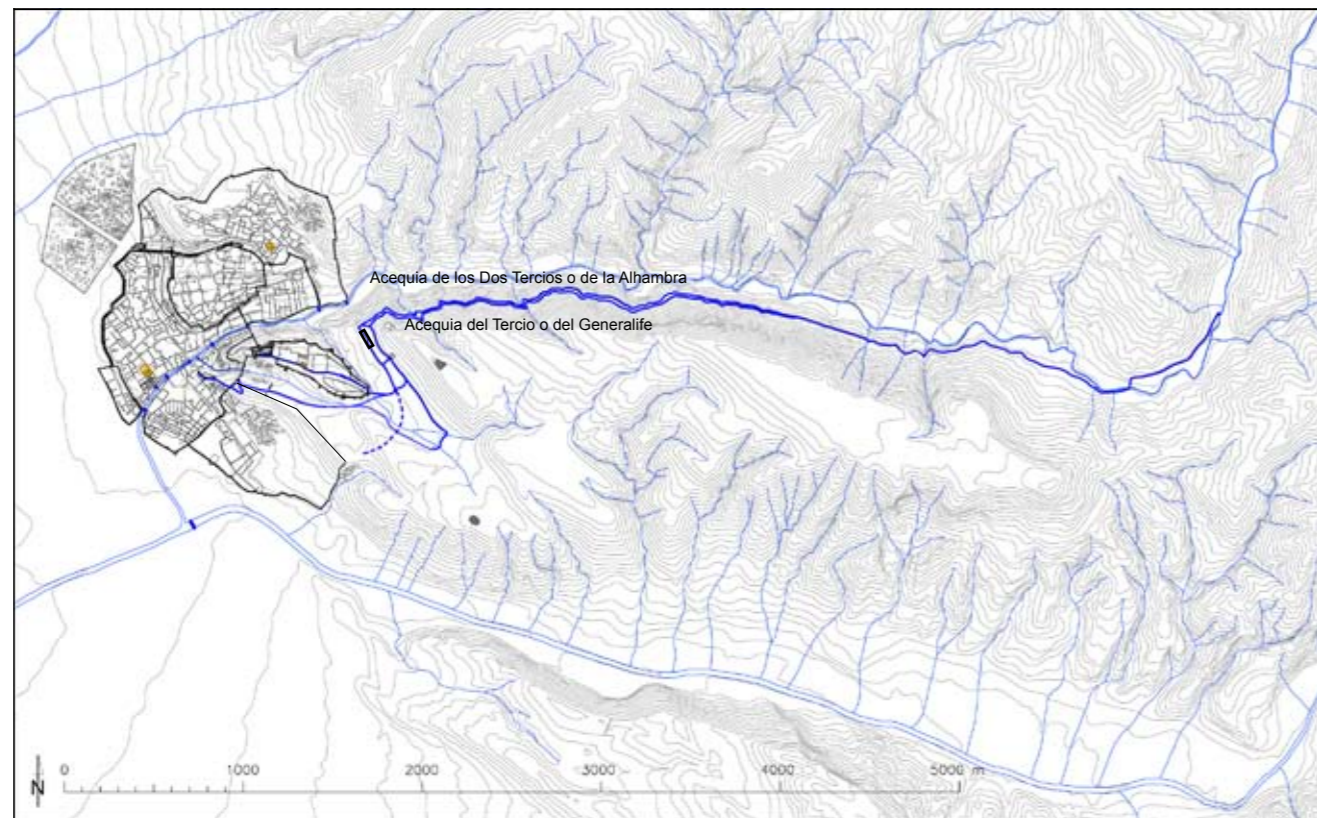 Acequia de los Dos Tercios o de la Alhambra
Acequia del Tercio o del Generalife
N
0 1000 2000 3000 4000 5000 m